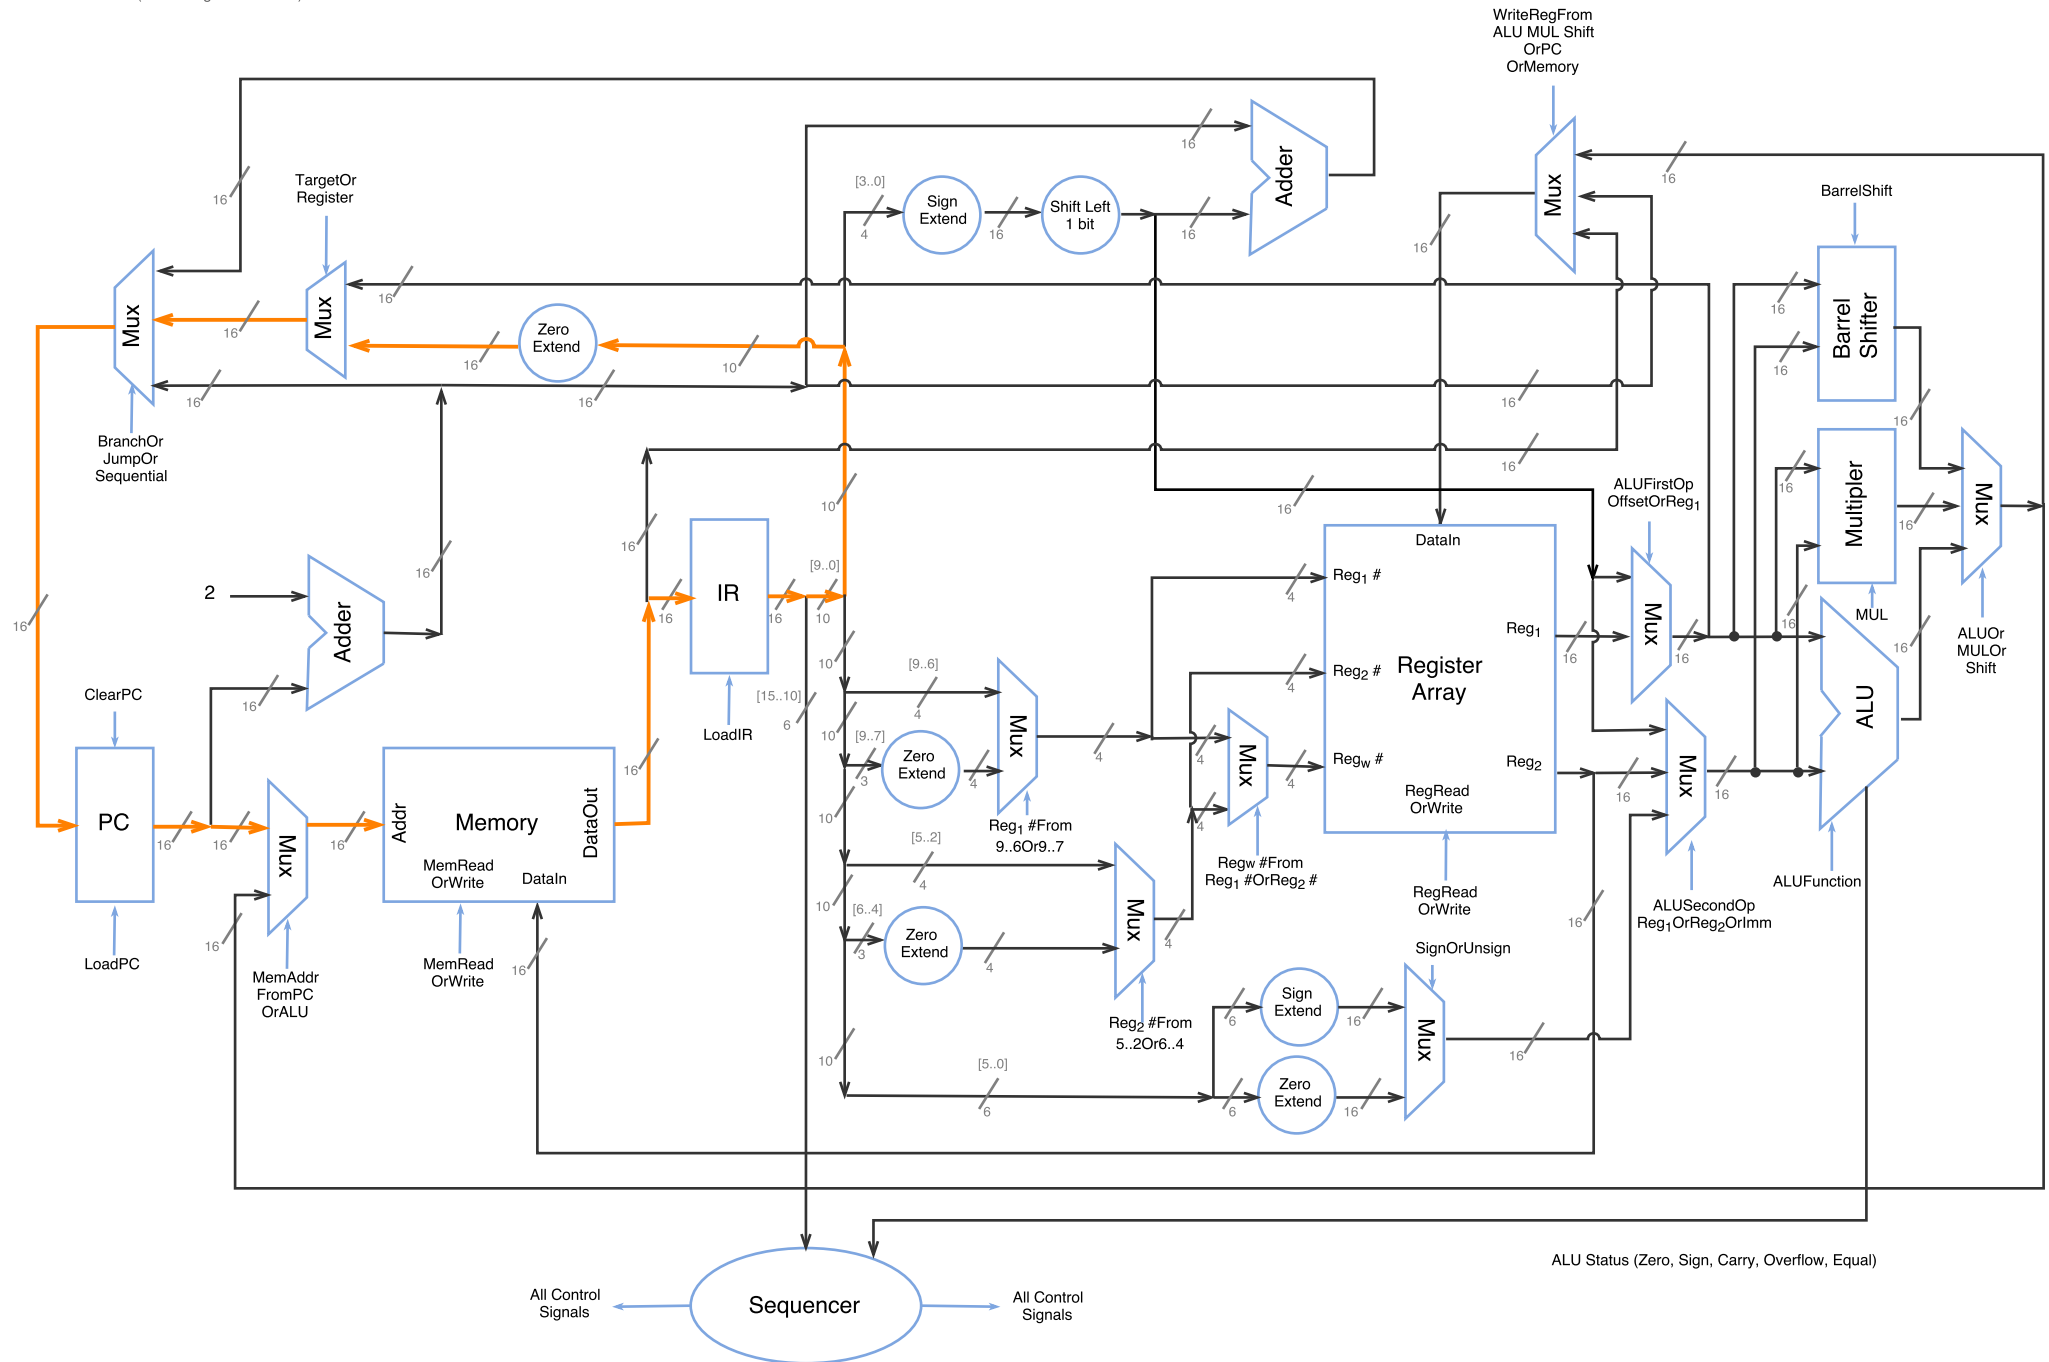 WriteRegFrom
ALU MUL Shift
OrPC
OrMemory
16
Adder
Mux
16
[3..0]
Sign
Extend
Shift Left
1 bit
4
16
16
16
16
BarrelShift
TargetOr
Register
16
Mux
16
Mux
16
Zero
Extend
16
10
16
Barrel
Shifter
16
16
16
16
16
BranchOr
JumpOr
Sequential
16
16
16
10
16
ALUFirstOp
OffsetOrReg1
16
Multipler
16
Mux
16
16
DataIn
IR
[9..0]
16
16
10
2
Adder
16
Reg1 #
4
Reg1
16
Mux
16
16
MUL
ALUOr
MULOr
Shift
16
16
10
[9..6]
4
Reg2 #
4
Register
Array
ALU
ClearPC
16
LoadIR
[15..10]
6
10
[9..7]
3
Zero
Extend
4
Mux
4
4
Mux
4
Regw #
Reg2
16
Mux
16
PC
16
16
Mux
16
Addr
Memory
DataOut
16
MemRead
OrWrite
DataIn
10
Reg1 #From
9..6Or9..7
4
RegRead
OrWrite
[5..2]
4
Regw #From
Reg1 #OrReg2 #
RegRead
OrWrite
16
ALUSecondOp
Reg1OrReg2OrImm
ALUFunction
10
[6..4]
3
Zero
Extend
4
Mux
4
LoadPC
16
MemAddr
FromPC
OrALU
MemRead
OrWrite
16
SignOrUnsign
Reg2 #From
5..2Or6..4
6
Sign
Extend
16
Mux
16
10
[5..0]
6
6
Zero
Extend
16
All Control
Signals
Sequencer
All Control
Signals
ALU Status (Zero, Sign, Carry, Overflow, Equal)